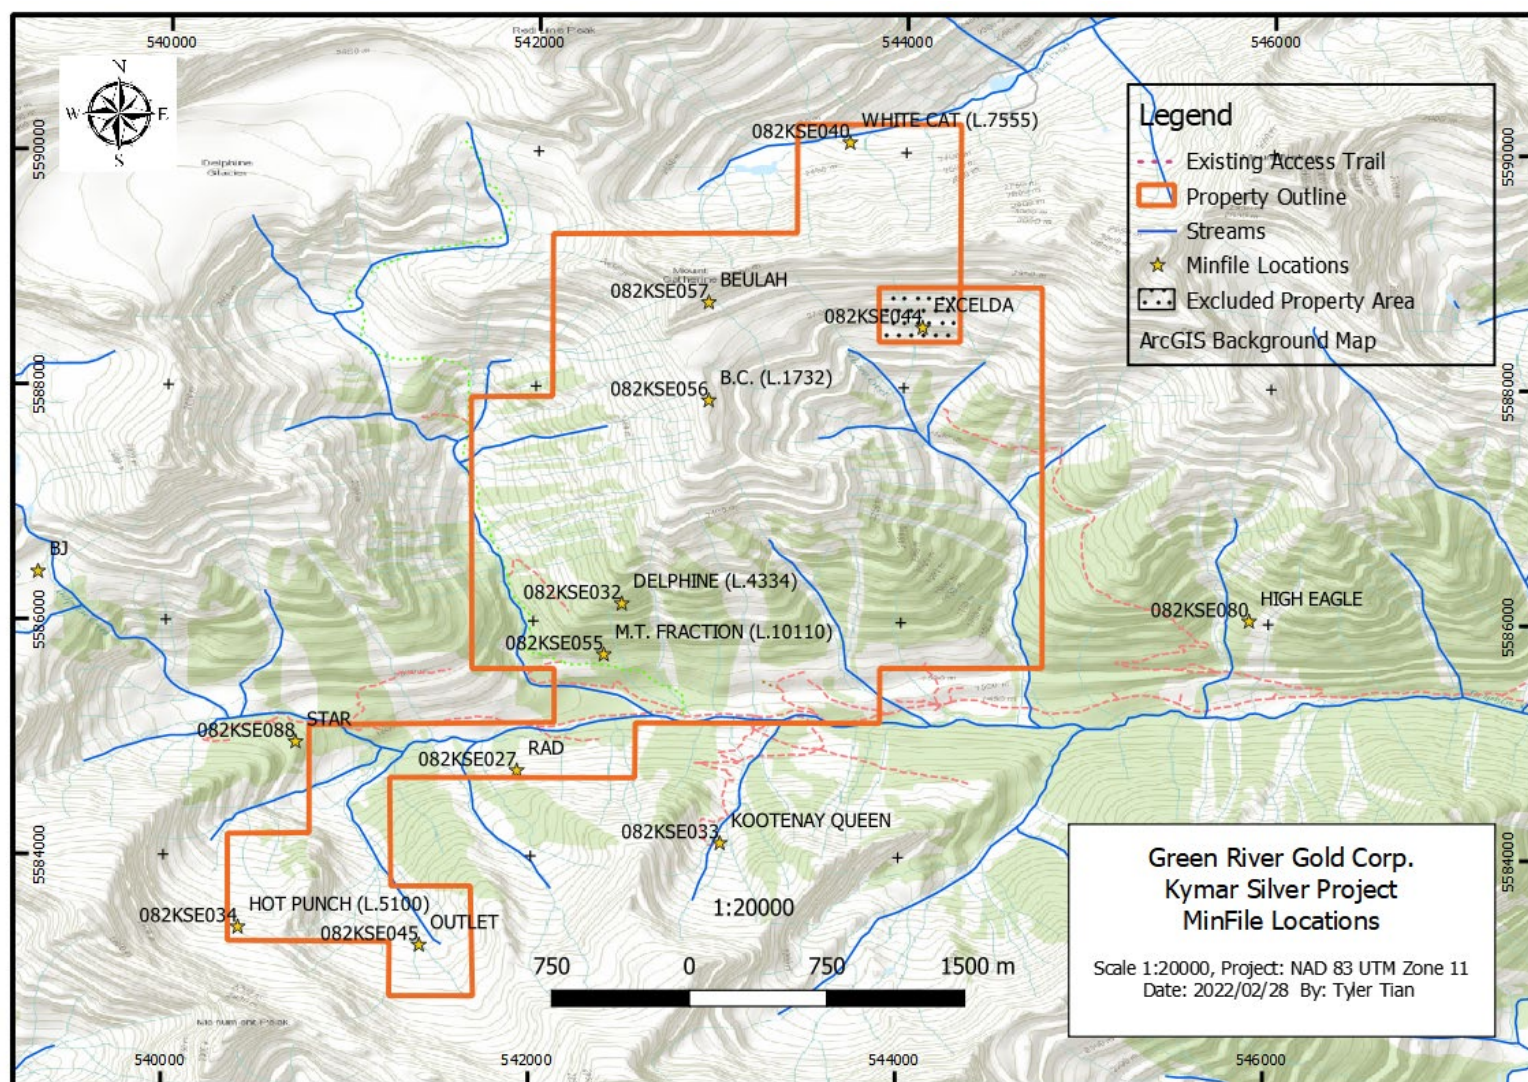 540000
542000
544000
546000
N
W E
S
5590000
5588000
5586000
5584000
5590000
5588000
5586000
5584000
Delphine
Glacier
082KSE040 WHITE CAT (L.7555)
Legend
Existing Access Trail
Property Outline
Streams
Minfile Locations
Excluded Property Area
ArcGIS Background Map
Mount
Catherine
082KSE057 BEULAH
082KSE044 EXCELDA
082KSE056 B.C. (L.1732)
BJ
082KSE032 DELPHINE (L.4334)
082KSE055 M.T. FRACTION (L.10110)
082KSE080 HIGH EAGLE
082KSE088 STAR
082KSE027 RAD
082KSE033 KOOTENAY QUEEN
082KSE034 HOT PUNCH (L.5100)
082KSE045 OUTLET
1:20000
750 0 750 1500 m
Green River Gold Corp.
Kymar Silver Project
MinFile Locations
Scale 1:20000, Project: NAD 83 UTM Zone 11
Date: 2022/02/28 By: Tyler Tian
540000
542000
544000
546000